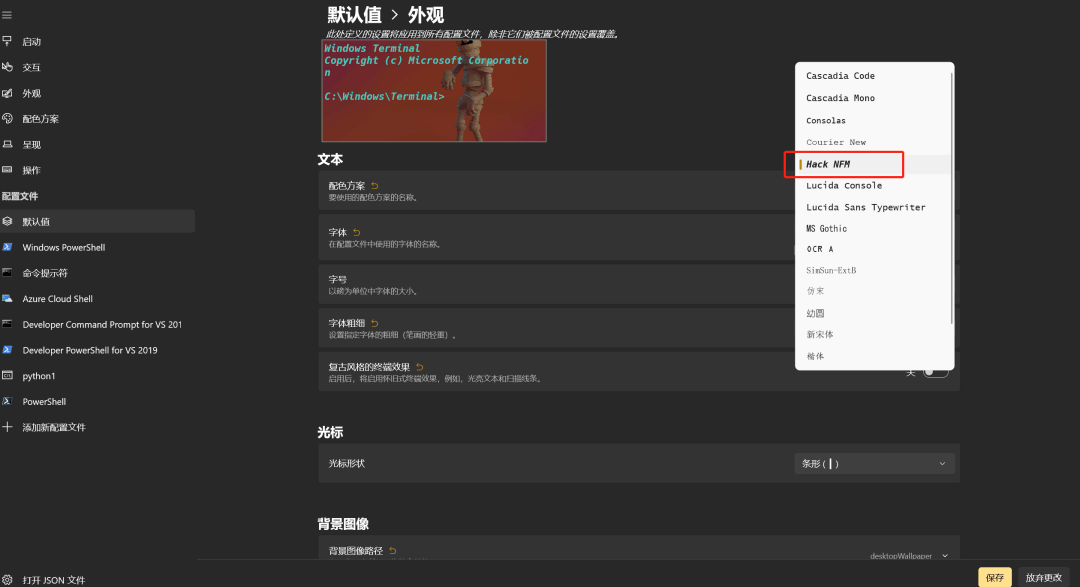 启动
交互
外观
配色方案
呈现
操作
配置文件
默认值
Windows PowerShell
命令提示符
Azure Cloud Shell
Developer Command Prompt for VS 201
Developer PowerShell for VS 2019
python1
PowerShell
添加新配置文件
打开 JSON 文件
默认值 > 外观
此处定义的设置将应用到所有配置文件，除非它们被配置文件的设置覆盖。
Windows Terminal
Copyright (c) Microsoft Corporatio
n
C:\Windows\Terminal>
文本
配色方案
要使用的配色方案的名称。
字体
在配置文件中使用的字体的名称。
字号
以磅为单位中字体的大小。
字体粗细
设置指定字体的粗细（笔画的轻重）。
复古风格的终端效果
启用后，将启用怀旧式终端效果，例如，光亮文本和扫描线条。
关
Cascadia Code
Cascadia Mono
Consolas
Courier New
Hack NFM
Lucida Console
Lucida Sans Typewriter
MS Gothic
OCR A
SimSun-ExtB
仿宋
幼圆
新宋体
楷体
光标
光标形状
条形 ( ┃ )
背景图像
背景图像路径
desktopWallpaper
保存
放弃更改